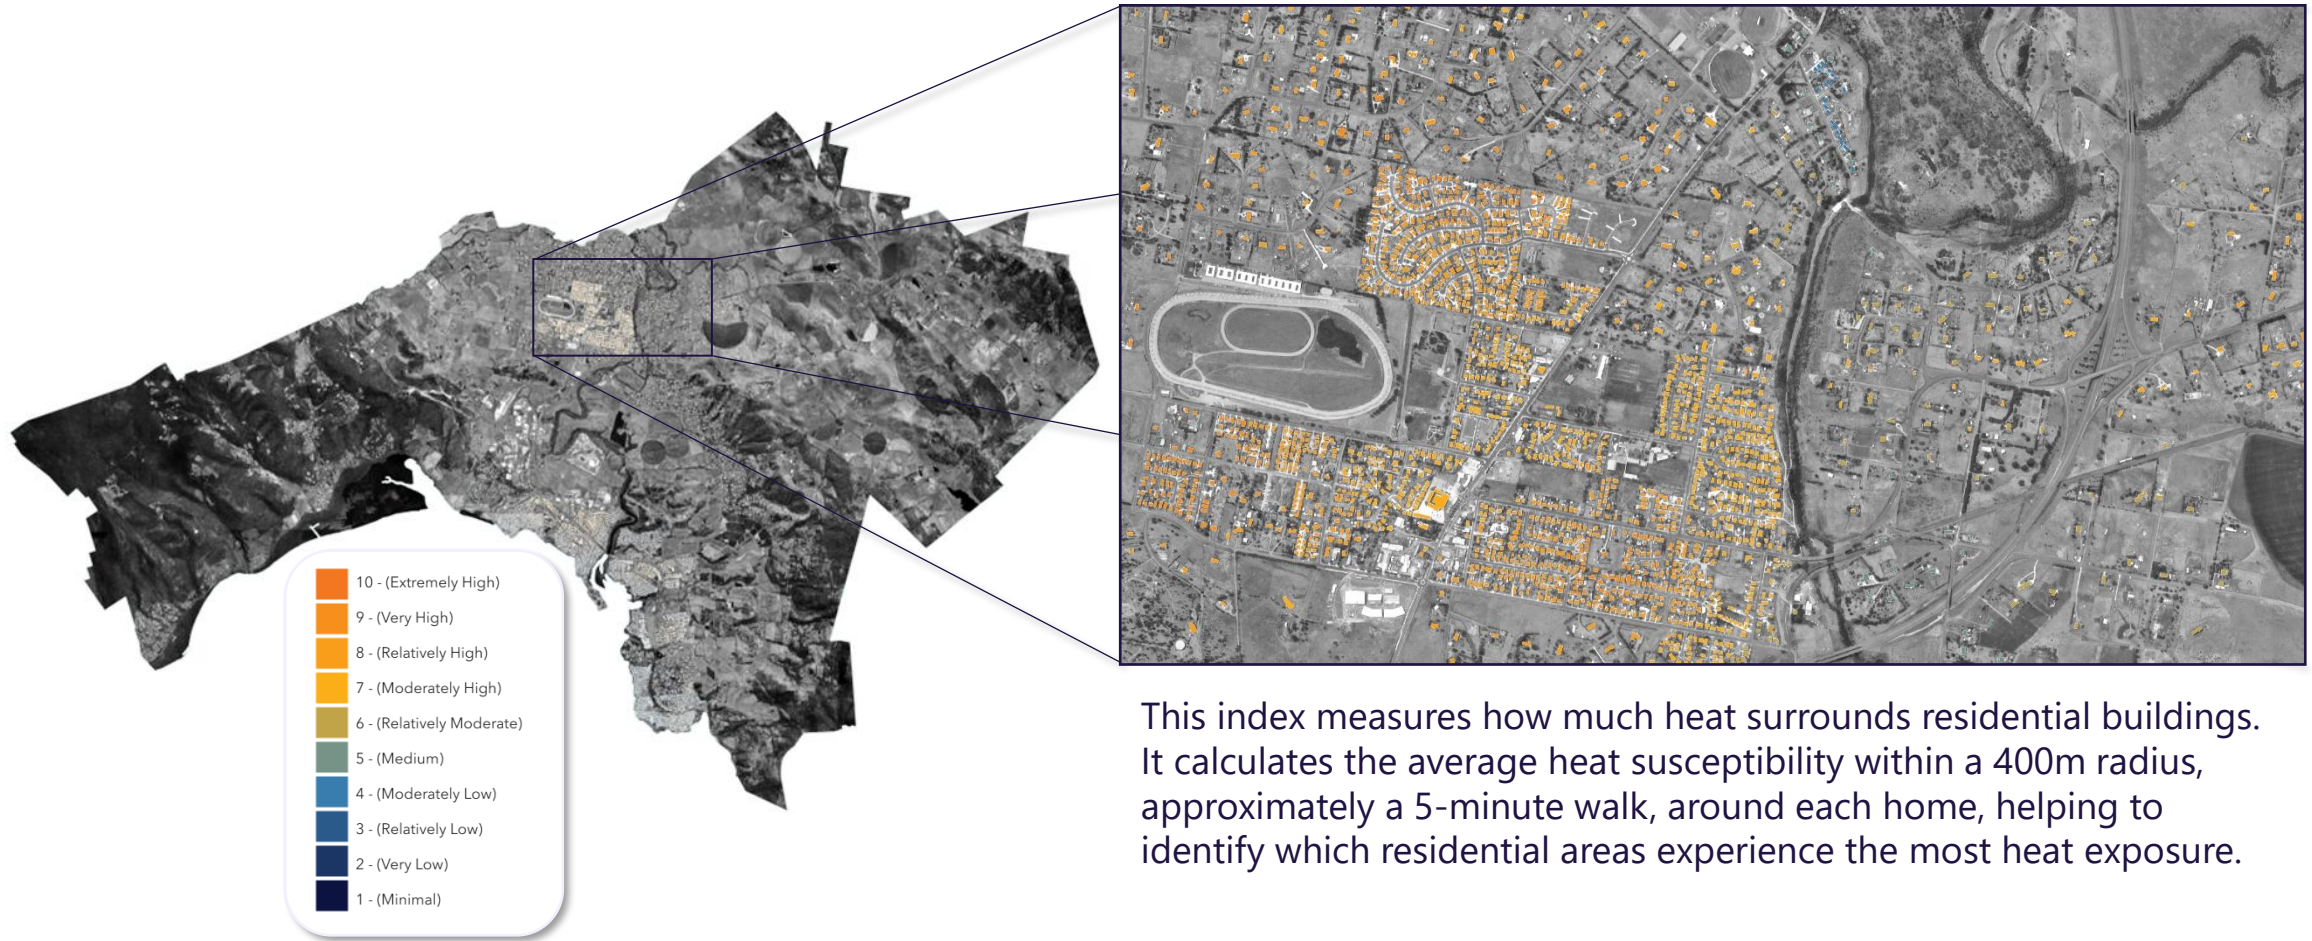 10 - (Extremely High)
9 - (Very High)
8 - (Relatively High)
7 - (Moderately High)
6 - (Relatively Moderate)
5 - (Medium)
4 - (Moderately Low)
3 - (Relatively Low)
2 - (Very Low)
1 - (Minimal)
This index measures how much heat surrounds residential buildings.
It calculates the average heat susceptibility within a 400m radius,
approximately a 5-minute walk, around each home, helping to
identify which residential areas experience the most heat exposure.